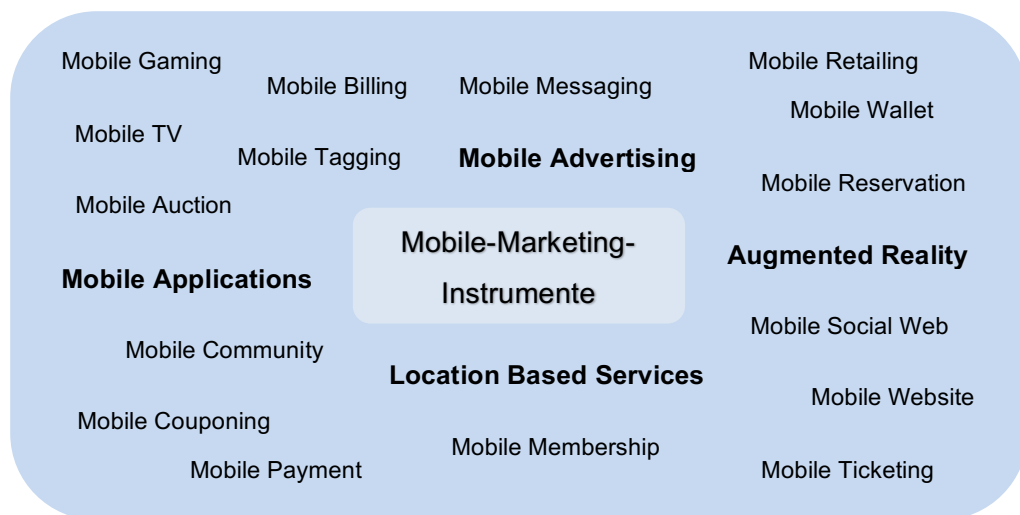 Mobile Gaming
Mobile Retailing
Mobile Billing
Mobile Messaging
Mobile Wallet
Mobile TV
Mobile Tagging
Mobile Advertising
Mobile Reservation
Mobile Auction
Mobile-Marketing-
Instrumente
Augmented Reality
Mobile Applications
Mobile Social Web
Mobile Community
Location Based Services
Mobile Website
Mobile Couponing
Mobile Membership
Mobile Payment
Mobile Ticketing